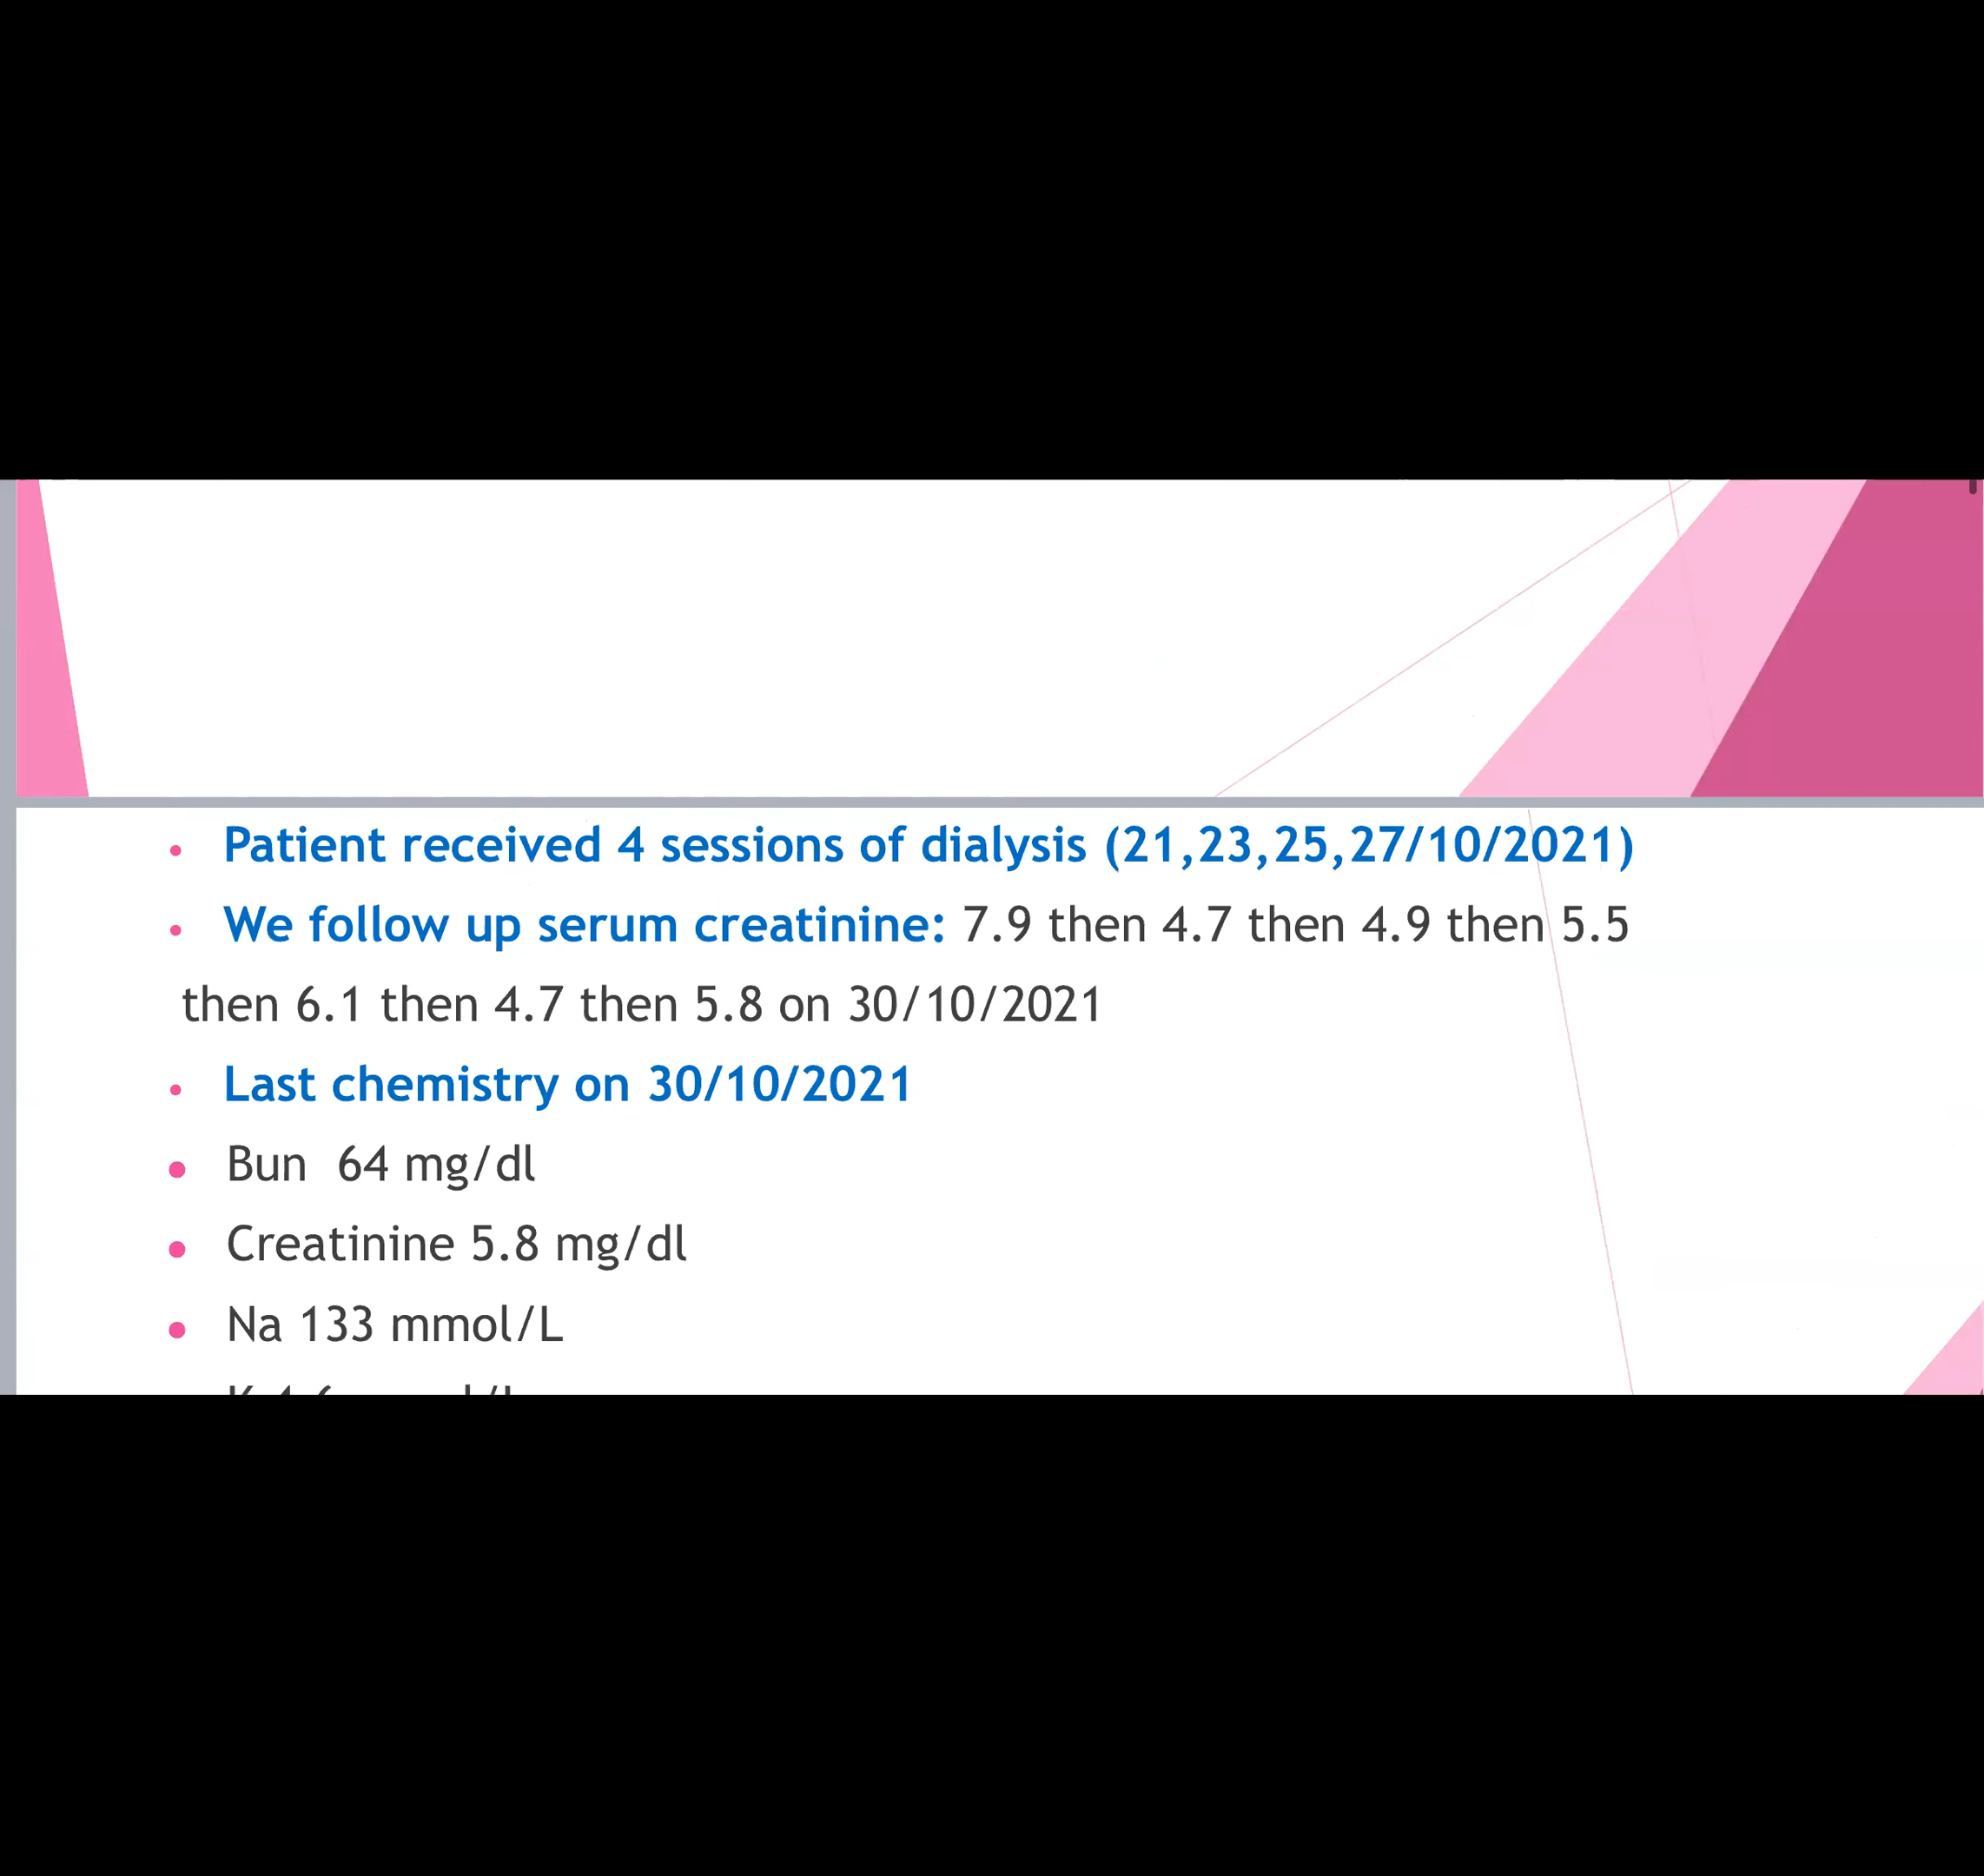 • Patient received 4 sessions of dialysis (21,23,25,27/10/2021)
• We follow up serum creatinine: 7.9 then 4.7 then 4.9 then 5.5
then 6.1 then 4.7 then 5.8 on 30/10/2021
• Last chemistry on 30/10/2021
• Bun 64 mg/dl
• Creatinine 5.8 mg/dl
• Na 133 mmol/L